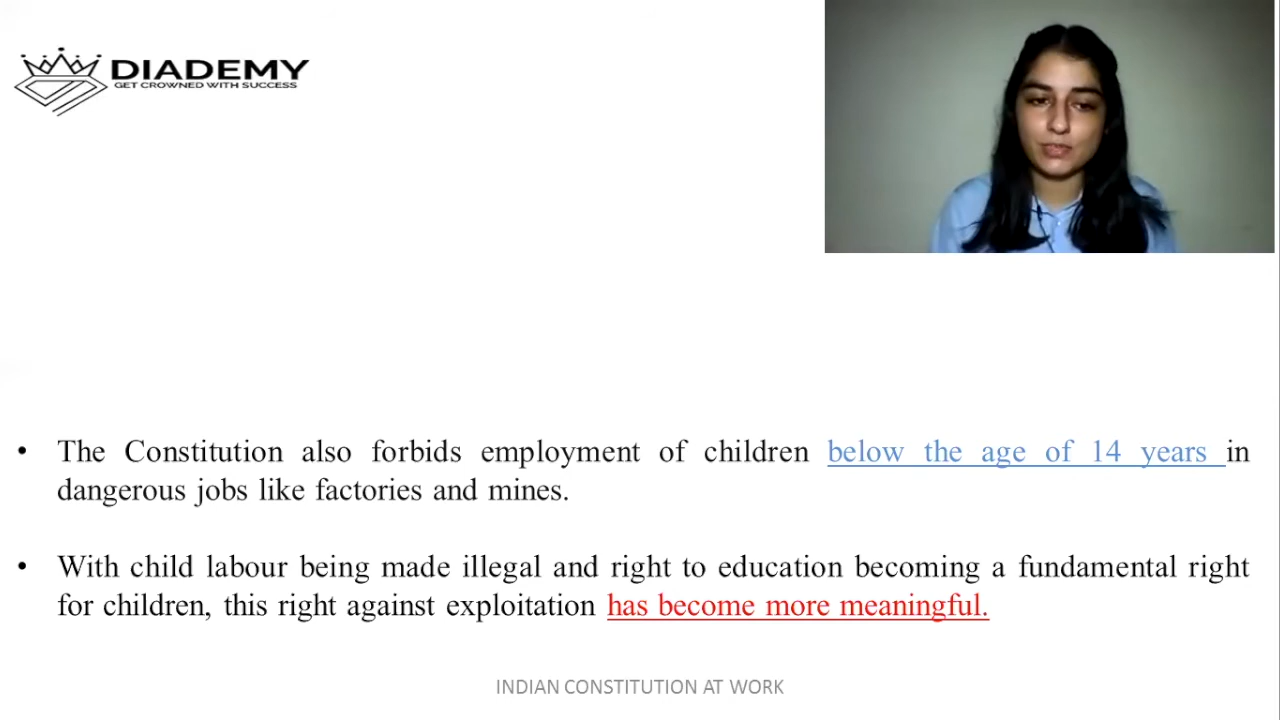 DIADEMY
GET CROWNED WITH SUCCESS
• The Constitution also forbids employment of children below the age of 14 years in
dangerous jobs like factories and mines.
• With child labour being made illegal and right to education becoming a fundamental right
for children, this right against exploitation has become more meaningful.
INDIAN CONSTITUTION AT WORK